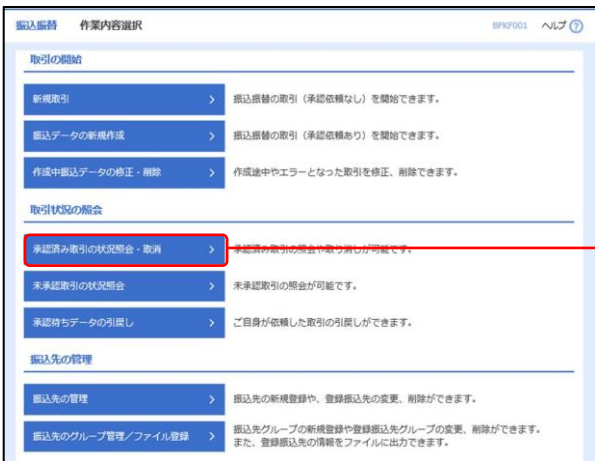 振込振替 作業内容選択 BFKF001 ヘルプ ?
取引の開始
新規取引 振込振替の取引（承認依頼なし）を開始できます。
振込データの新規作成 振込振替の取引（承認依頼あり）を開始できます。
作成中振込データの修正・削除 作成途中やエラーとなった取引を修正、削除できます。
取引状況の照会
承認済み取引の状況照会・取消 承認済み取引の照会や取り消しが可能です。
未承認取引の状況照会 未承認取引の照会が可能です。
承認待ちデータの引戻し ご自身が依頼した取引の引戻しができます。
振込先の管理
振込先の管理 振込先の新規登録や、登録振込先の変更、削除ができます。
振込先のグループ管理／ファイル登録 振込先グループの新規登録や登録振込先グループの変更、削除ができます。
また、登録振込先の情報をファイルに出力できます。